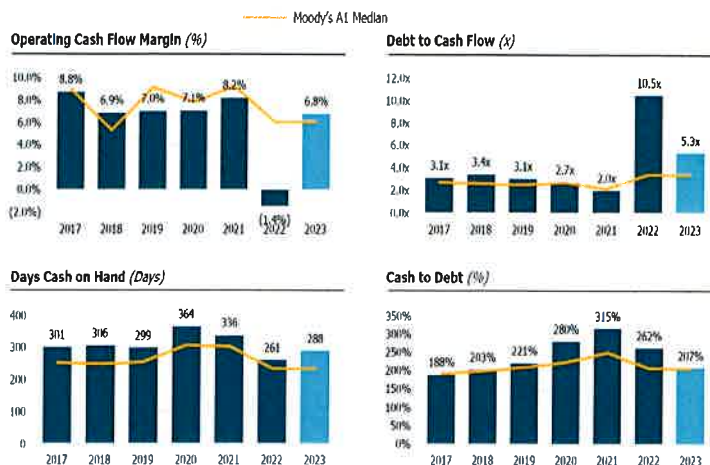 Moody's A1 Median
Operating Cash Flow Margin (%)
10.0%
8.0%
6.0%
4.0%
2.0%
0.0%
(2.0%)
8.8%
6.9%
7.0%
7.1%
8.2%
(1.4%)
6.8%
2017 2018 2019 2020 2021 2022 2023
Debt to Cash Flow (x)
12.0x
10.0x
8.0x
6.0x
4.0x
2.0x
0.0x
3.1x
3.4x
3.1x
2.7x
2.0x
10.5x
5.3x
2017 2018 2019 2020 2021 2022 2023
Days Cash on Hand (Days)
400
300
200
100
0
301
306
299
364
336
261
288
2017 2018 2019 2020 2021 2022 2023
Cash to Debt (%)
350%
300%
250%
200%
150%
100%
50%
0%
188%
203%
221%
280%
315%
262%
207%
2017 2018 2019 2020 2021 2022 2023